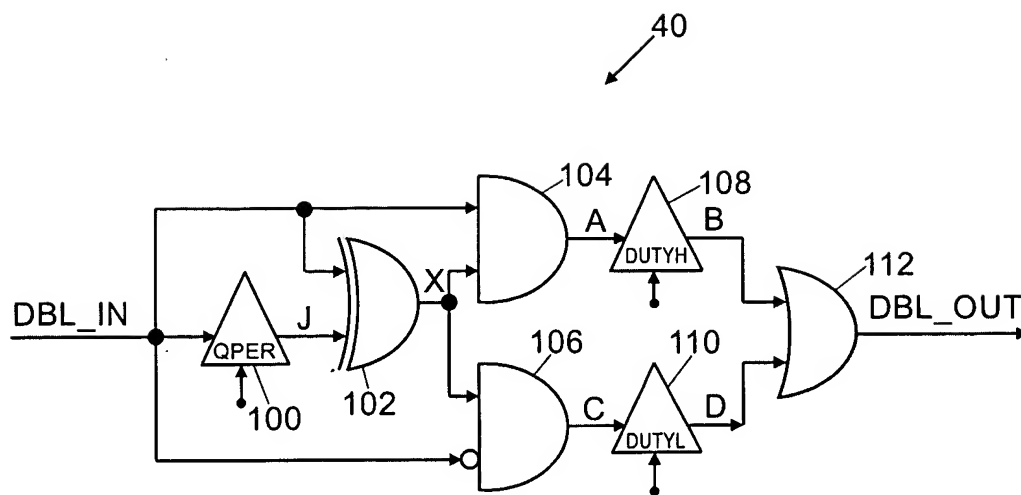 40
104
108
A
B
DUTYH
112
X
DBL_IN
J
DBL_OUT
QPER
106
110
100
102
C
D
DUTYL